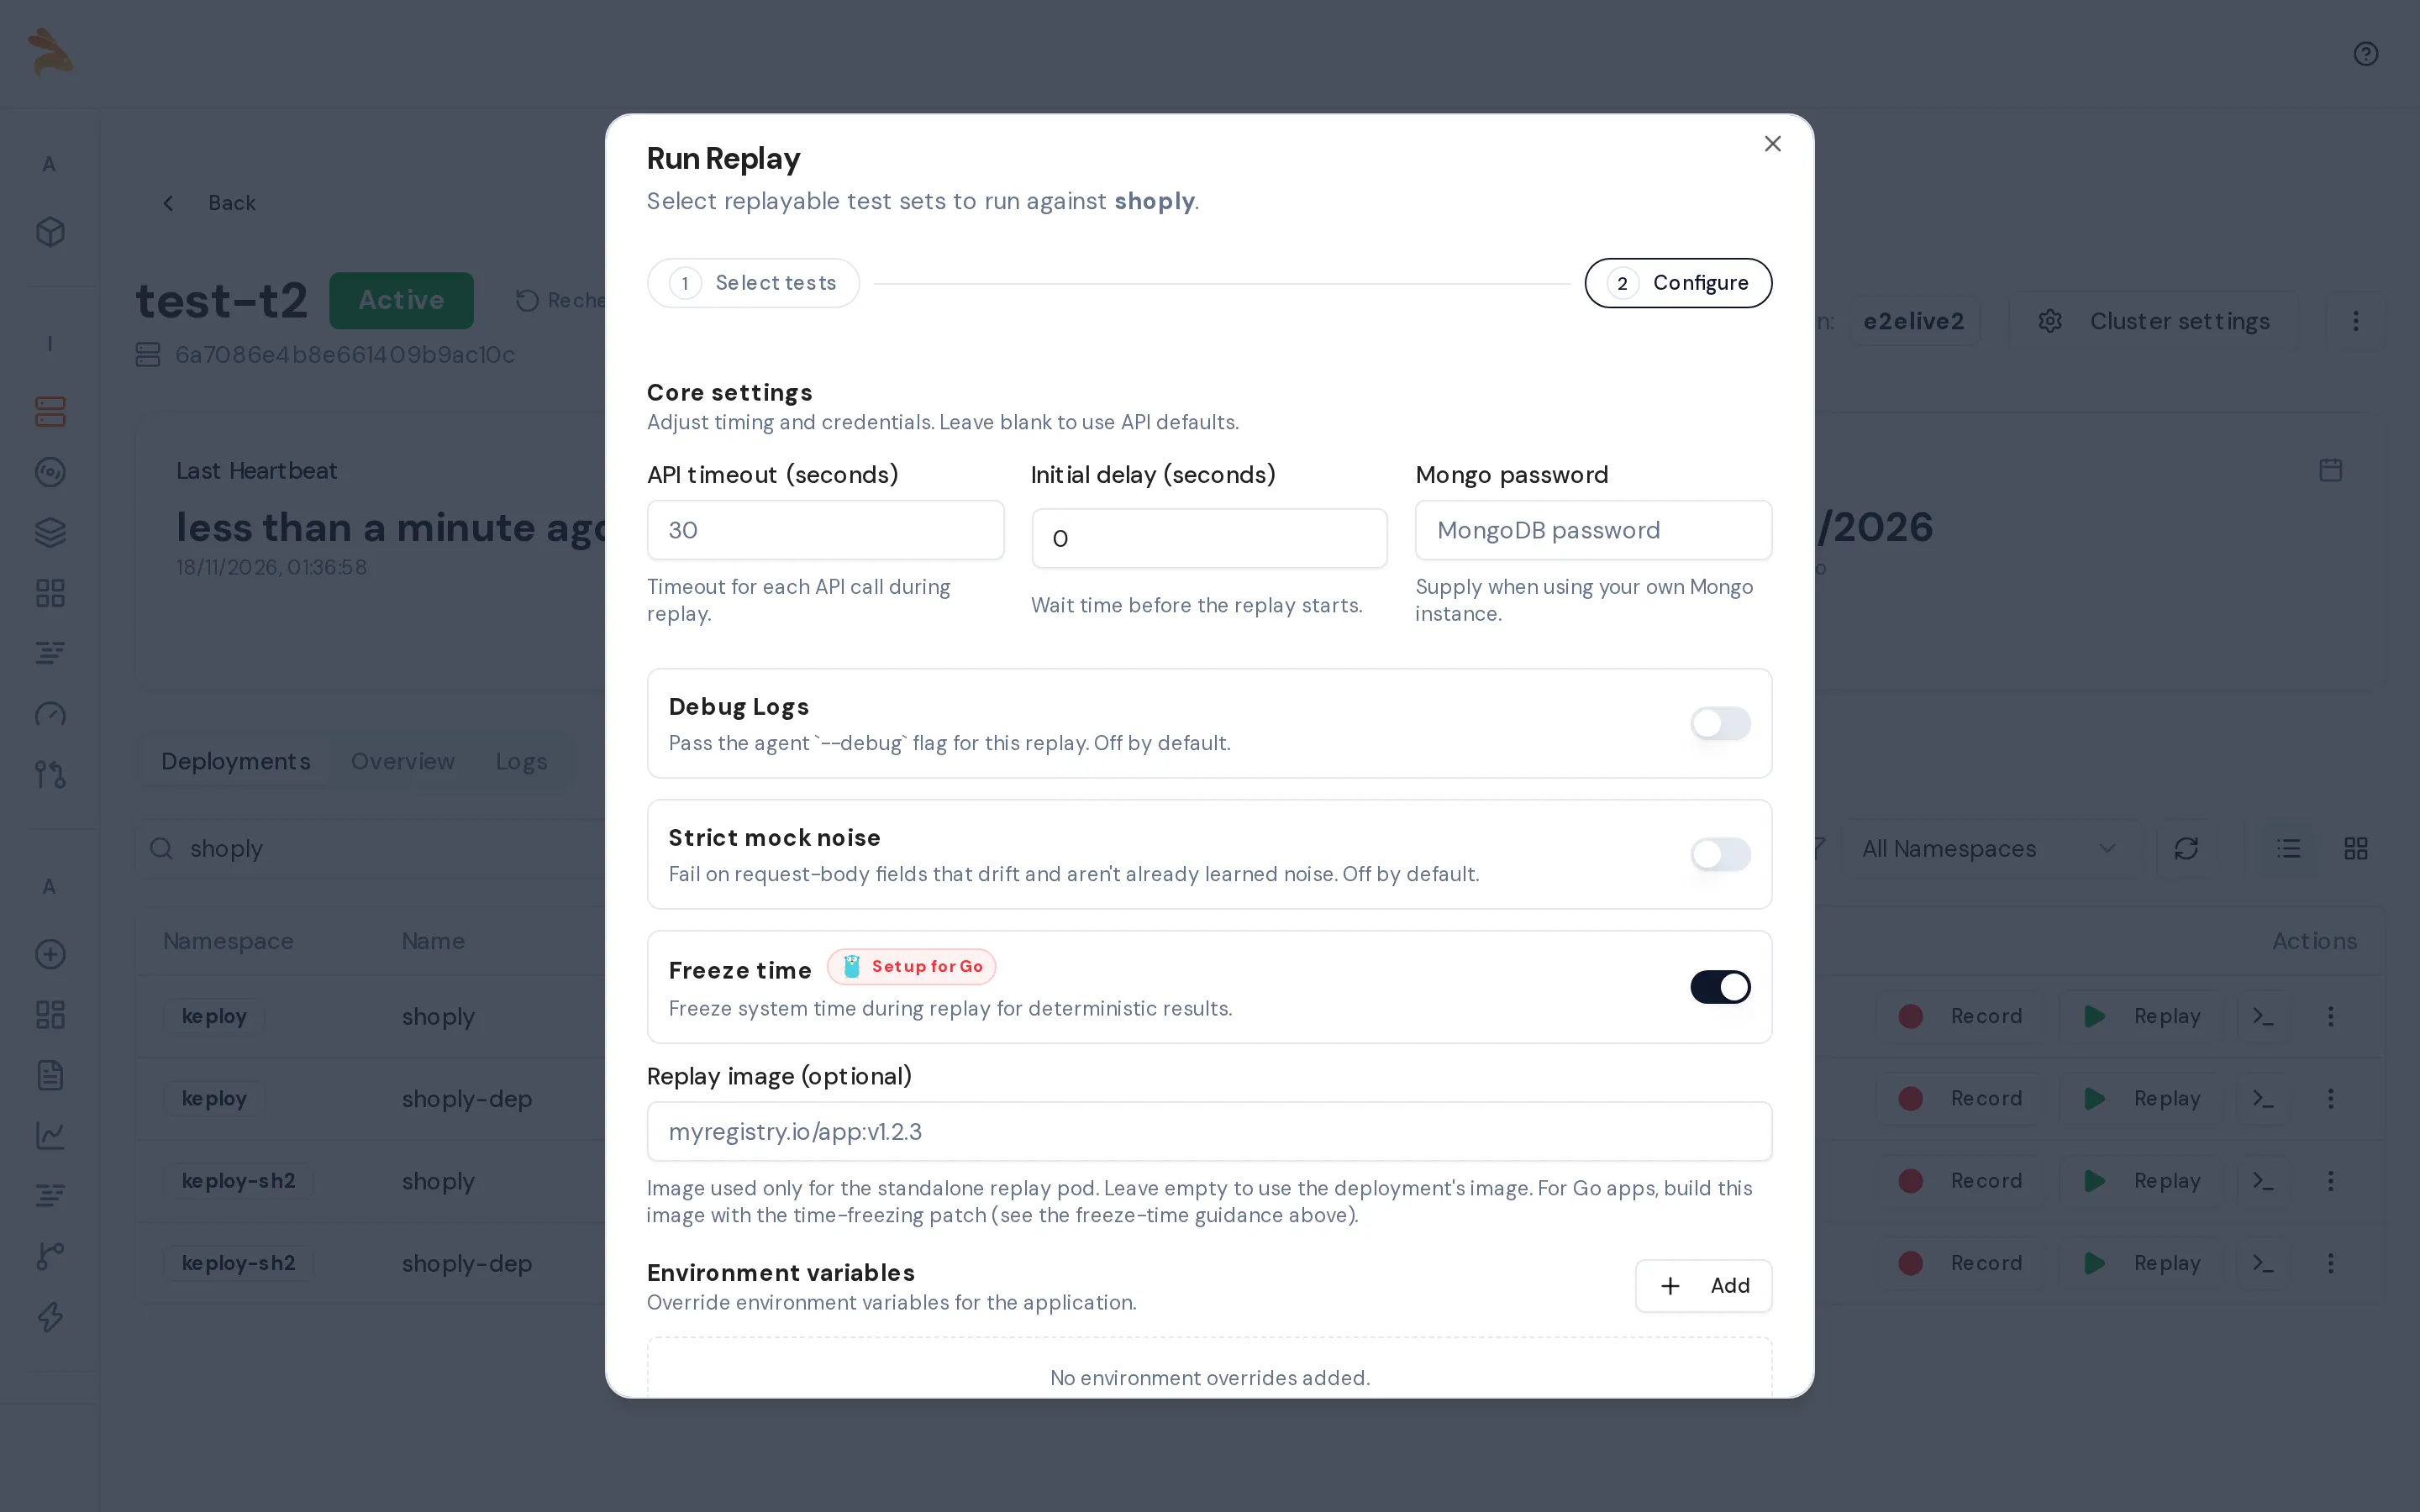 Run Replay
Select replayable test sets to run against shoply.
1 Select tests
2 Configure
Core settings
Adjust timing and credentials. Leave blank to use API defaults.
API timeout (seconds)
30
Timeout for each API call during
replay.
Initial delay (seconds)
0
Wait time before the replay starts.
Mongo password
MongoDB password
Supply when using your own Mongo
instance.
Debug Logs
Pass the agent `--debug` flag for this replay. Off by default.
Strict mock noise
Fail on request-body fields that drift and aren't already learned noise. Off by default.
Freeze time
Setup for Go
Freeze system time during replay for deterministic results.
Replay image (optional)
myregistry.io/app:v1.2.3
Image used only for the standalone replay pod. Leave empty to use the deployment's image. For Go apps, build this
image with the time-freezing patch (see the freeze-time guidance above).
Environment variables
Override environment variables for the application.
Add
No environment overrides added.
A
I
A
Back
test-t2
Active
6a7086e4b8e661409b9ac10c
e2elive2
Cluster settings
Last Heartbeat
less than a minute ago
18/11/2026, 01:36:58
/2026
Deployments
Overview
Logs
shoply
All Namespaces
Namespace
Name
Actions
keploy
shoply
Record
Replay
keploy
shoply-dep
Record
Replay
keploy-sh2
shoply
Record
Replay
keploy-sh2
shoply-dep
Record
Replay